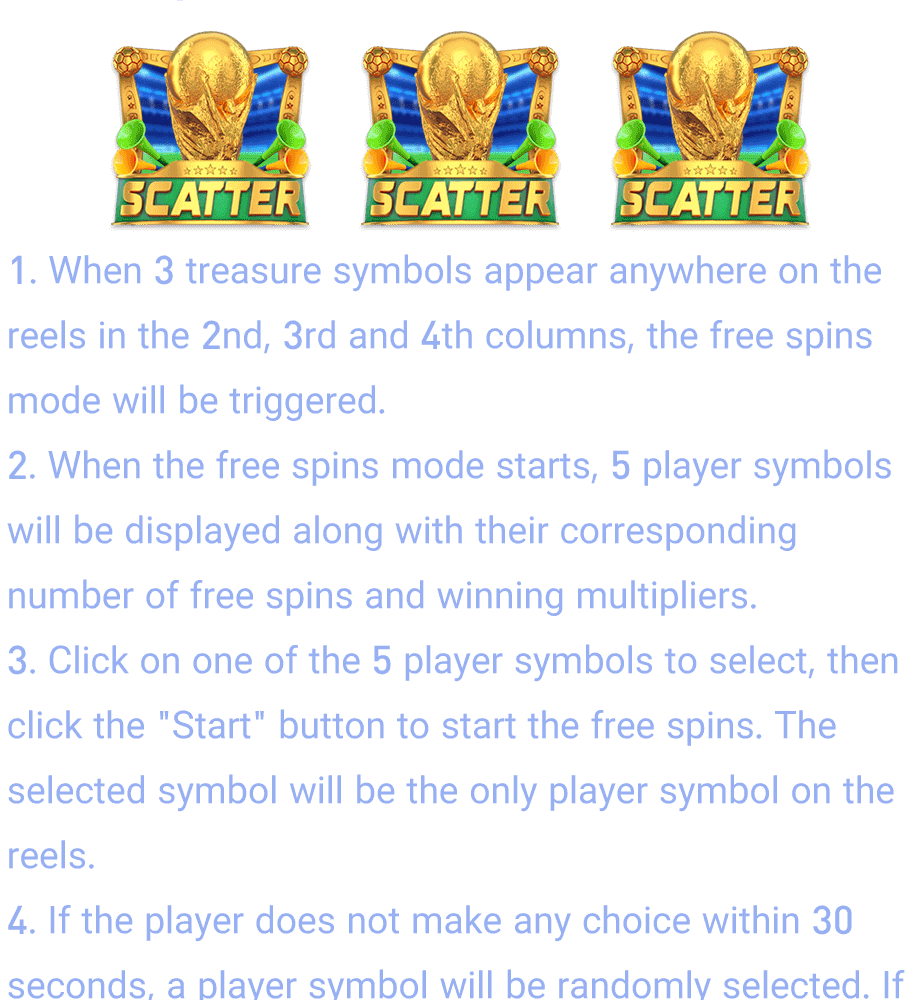 SCATTER SCATTER SCATTER
1. When 3 treasure symbols appear anywhere on the
reels in the 2nd, 3rd and 4th columns, the free spins
mode will be triggered.
2. When the free spins mode starts, 5 player symbols
will be displayed along with their corresponding
number of free spins and winning multipliers.
3. Click on one of the 5 player symbols to select, then
click the "Start" button to start the free spins. The
selected symbol will be the only player symbol on the
reels.
4. If the player does not make any choice within 30
seconds, a player symbol will be randomly selected. If